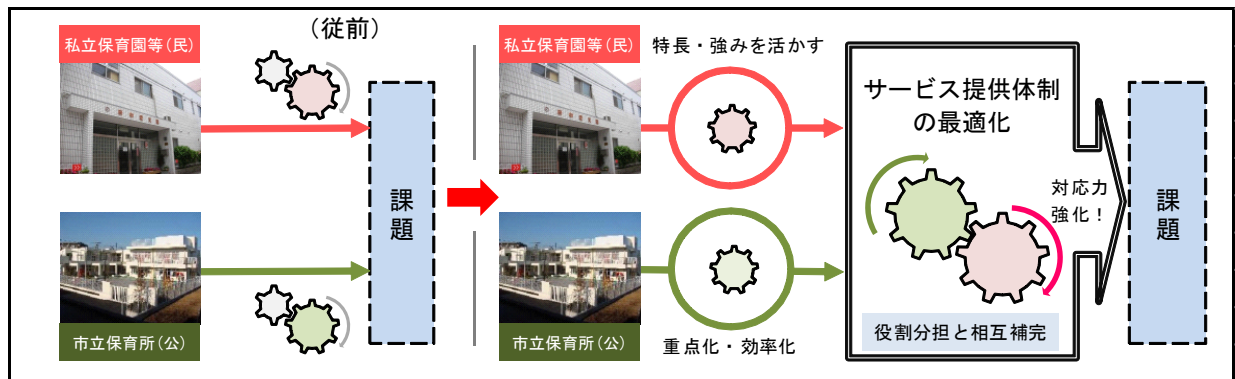 （従前）
私立保育園等（民）
課題
市立保育所（公）
私立保育園等（民）
特長・強みを活かす
市立保育所（公）
重点化・効率化
サービス提供体制
の最適化
対応力
強化！
役割分担と相互補完
課題